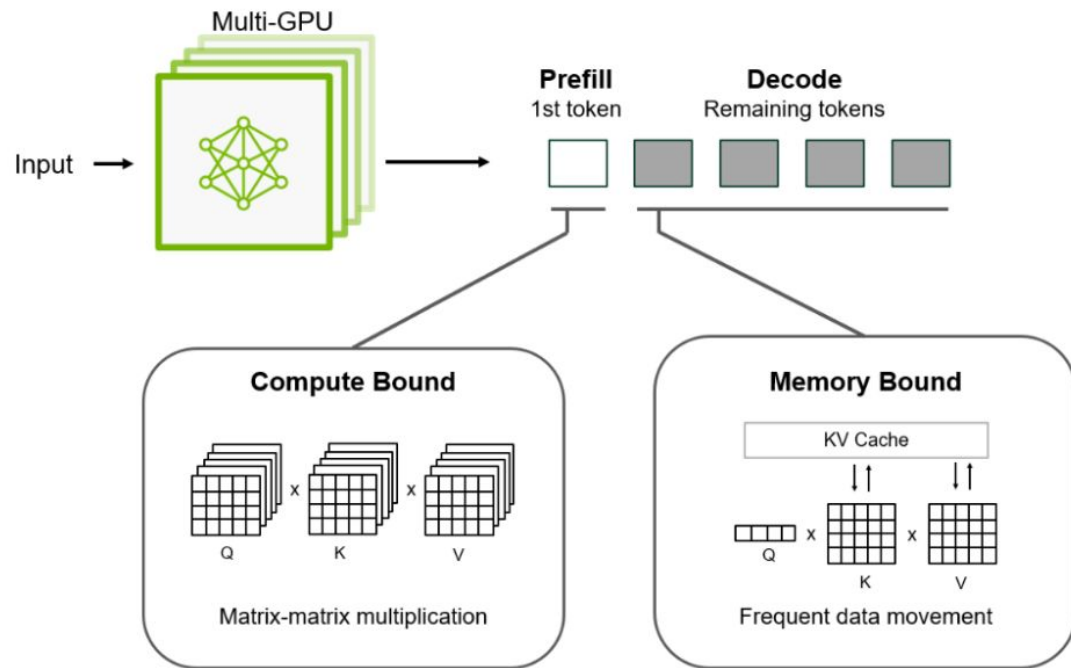 Multi-GPU
Input
Prefill
1st token
Decode
Remaining tokens
Compute Bound
x
x
Q
K
V
Matrix-matrix multiplication
Memory Bound
KV Cache
x
x
Q
K
V
Frequent data movement